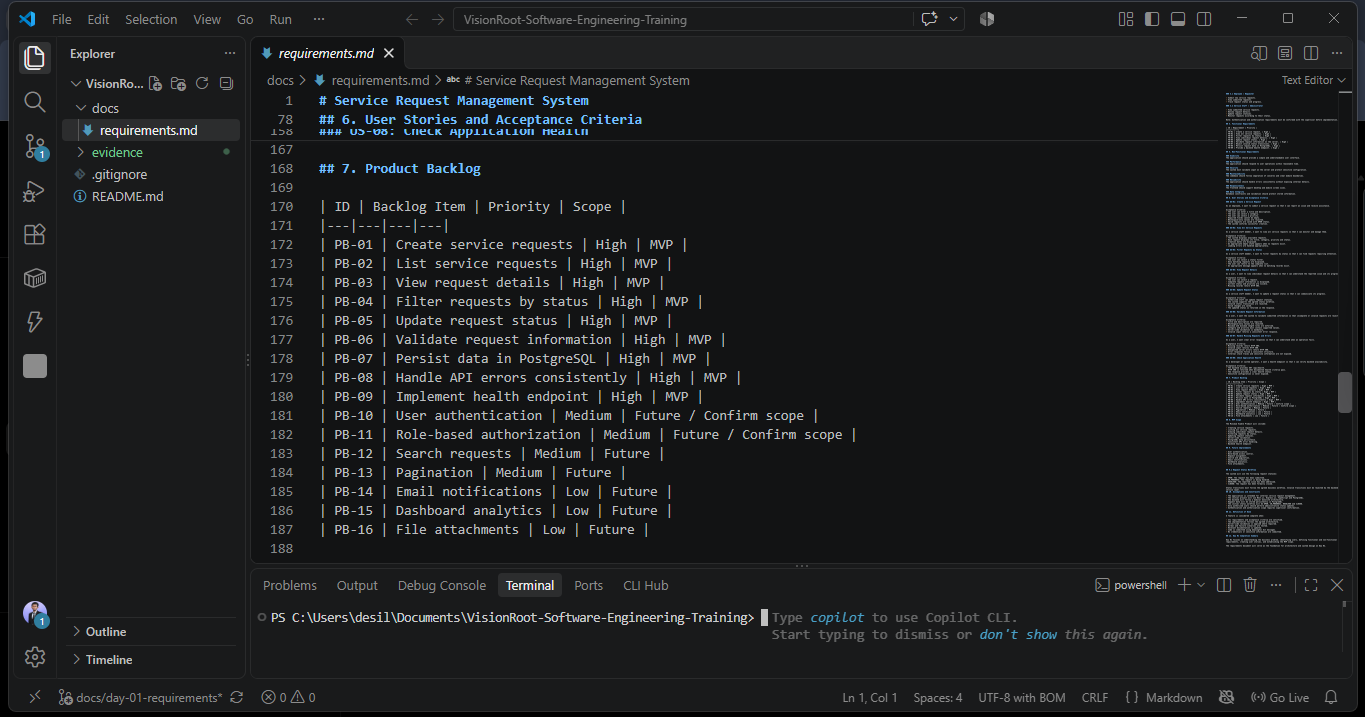 File Edit Selection View Go Run ··· VisionRoot-Software-Engineering-Training
Explorer ···
VisionRo...
docs
requirements.md
evidence
.gitignore
README.md
Outline
Timeline
requirements.md
docs > requirements.md > abc # Service Request Management System
Text Editor
1 # Service Request Management System
78 ## 6. User Stories and Acceptance Criteria
158 ### US-08: Check Application Health
167
168 ## 7. Product Backlog
169
170 | ID | Backlog Item | Priority | Scope |
171 |---|---|---|---|
172 | PB-01 | Create service requests | High | MVP |
173 | PB-02 | List service requests | High | MVP |
174 | PB-03 | View request details | High | MVP |
175 | PB-04 | Filter requests by status | High | MVP |
176 | PB-05 | Update request status | High | MVP |
177 | PB-06 | Validate request information | High | MVP |
178 | PB-07 | Persist data in PostgreSQL | High | MVP |
179 | PB-08 | Handle API errors consistently | High | MVP |
180 | PB-09 | Implement health endpoint | High | MVP |
181 | PB-10 | User authentication | Medium | Future / Confirm scope |
182 | PB-11 | Role-based authorization | Medium | Future / Confirm scope |
183 | PB-12 | Search requests | Medium | Future |
184 | PB-13 | Pagination | Medium | Future |
185 | PB-14 | Email notifications | Low | Future |
186 | PB-15 | Dashboard analytics | Low | Future |
187 | PB-16 | File attachments | Low | Future |
188
Problems Output Debug Console Terminal Ports CLI Hub powershell
PS C:\Users\desil\Documents\VisionRoot-Software-Engineering-Training> Type copilot to use Copilot CLI.
Start typing to dismiss or don't show this again.
1
1
docs/day-01-requirements* 0 0 Ln 1, Col 1 Spaces: 4 UTF-8 with BOM CRLF {} Markdown Go Live